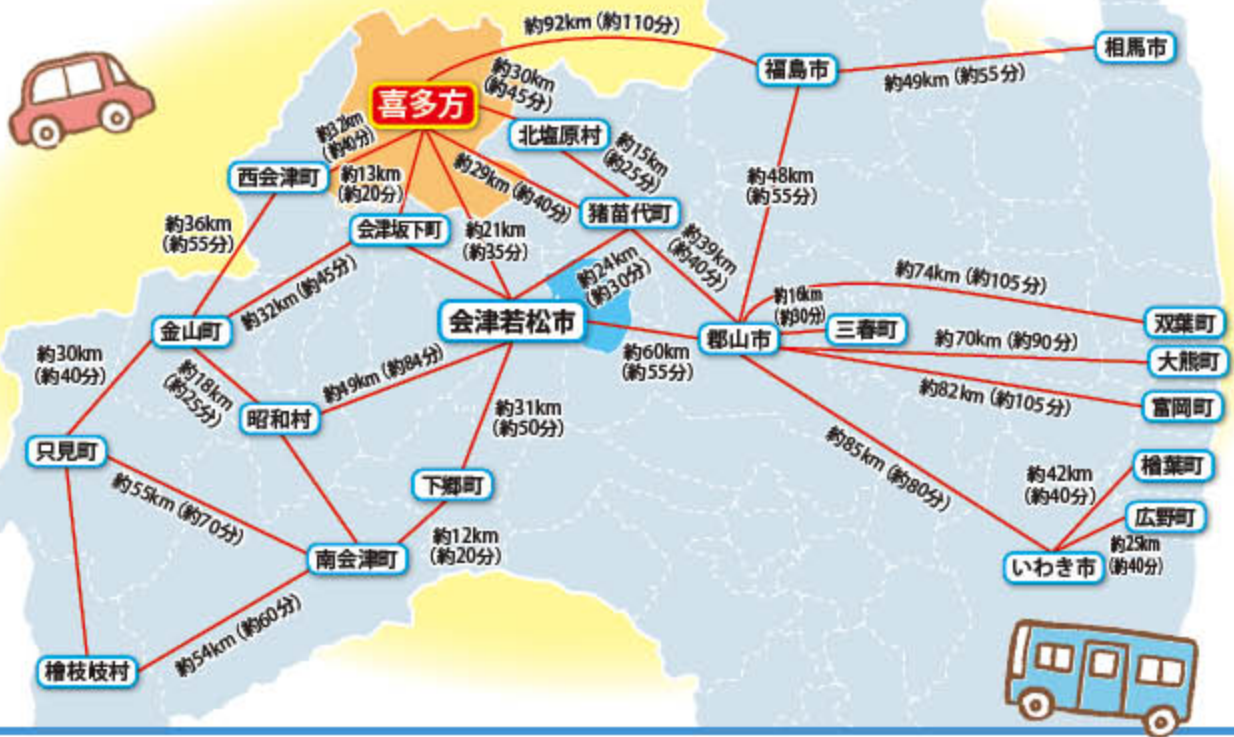 約92km（約110分）
相馬市
福島市
約49km（約55分）
約30km
（約45分）
喜多方
北塩原村
約32km
（約40分）
約15km
（約25分）
西会津町
約13km
（約20分）
約29km（約40分）
約48km
（約55分）
猪苗代町
約36km
（約55分）
会津坂下町
約21km
（約35分）
約39km
（約40分）
約24km
（約30分）
約32km（約45分）
約74km（約105分）
約16km
（約30分）
金山町
会津若松市
郡山市
三春町
双葉町
約70km（約90分）
大熊町
約30km
（約40分）
約60km
（約55分）
約18km
（約25分）
約49km（約84分）
約82km（約105分）
富岡町
昭和村
約31km
（約50分）
只見町
約85km（約80分）
約42km
（約40分）
楢葉町
約55km（約70分）
下郷町
広野町
約12km
（約20分）
南会津町
約25km
（約40分）
いわき市
約54km（約60分）
檜枝岐村